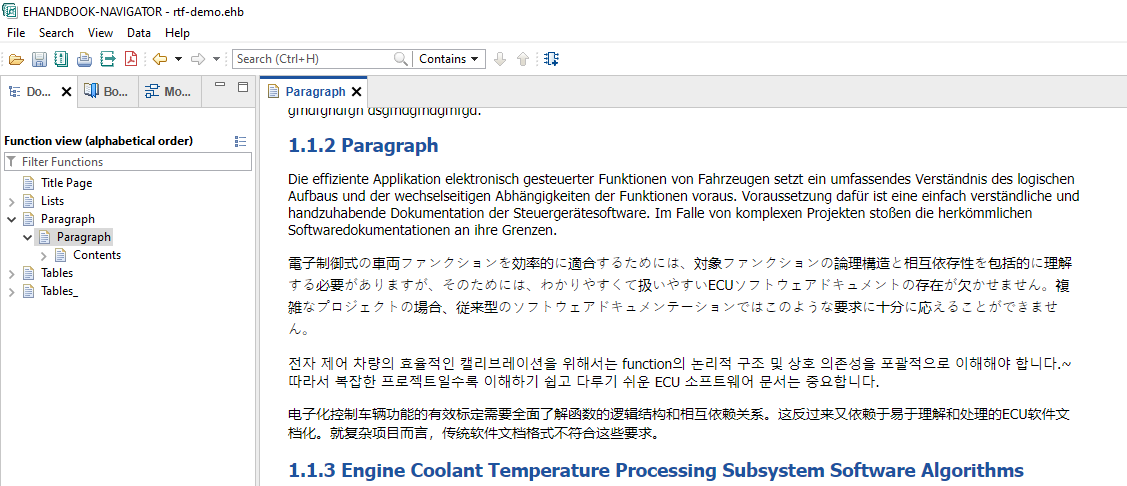 EHANDBOOK-NAVIGATOR - rtf-demo.ehb
File Search View Data Help
Search (Ctrl+H) Contains
Do... Bo... Mo...
Function view (alphabetical order)
Filter Functions
Title Page
Lists
Paragraph
Paragraph
Contents
Tables
Tables_
Paragraph
1.1.2 Paragraph
Die effiziente Applikation elektronisch gesteuerter Funktionen von Fahrzeugen setzt ein umfassendes Verständnis des logischen
Aufbaus und der wechselseitigen Abhängigkeiten der Funktionen voraus. Voraussetzung dafür ist eine einfach verständliche und
handzuhabende Dokumentation der Steuergerätesoftware. Im Falle von komplexen Projekten stoßen die herkömmlichen
Softwaredokumentationen an ihre Grenzen.
電子制御式の車両ファンクションを効率的に適合するためには、対象ファンクションの論理構造と相互依存性を包括的に理解
する必要がありますが、そのためには、わかりやすくて扱いやすいECUソフトウェアドキュメントの存在が欠かせません。複
雑なプロジェクトの場合、従来型のソフトウェアドキュメンテーションではこのような要求に十分に応えることができませ
ん。
전자 제어 차량의 효율적인 캘리브레이션을 위해서는 function의 논리적 구조 및 상호 의존성을 포괄적으로 이해해야 합니다.~
따라서 복잡한 프로젝트일수록 이해하기 쉽고 다루기 쉬운 ECU 소프트웨어 문서는 중요합니다.
电子化控制车辆功能的有效标定需要全面了解函数的逻辑结构和相互依赖关系。这反过来又依赖于易于理解和处理的ECU软件文
档化。就复杂项目而言，传统软件文档格式不符合这些要求。
1.1.3 Engine Coolant Temperature Processing Subsystem Software Algorithms